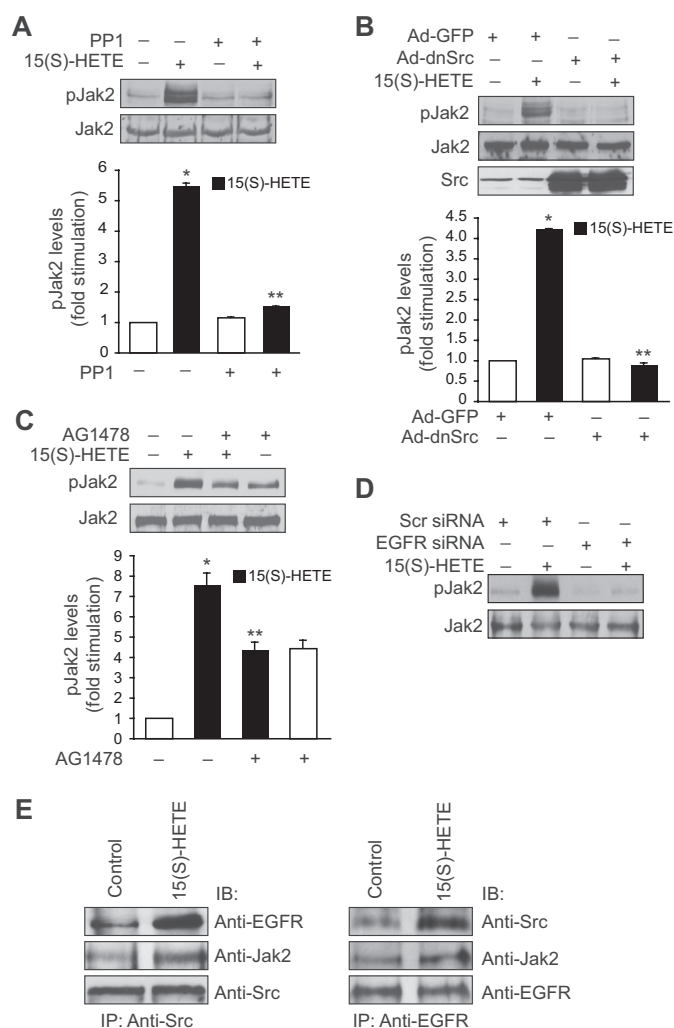 A
PP1 – – + +
15(S)-HETE – + – +
pJak2
Jak2
pJak2 levels
(fold stimulation)
6
5
4
3
2
1
0
*
**
15(S)-HETE
PP1 – – + +
B
Ad-GFP + + – –
Ad-dnSrc – – + +
15(S)-HETE – + – +
pJak2
Jak2
Src
pJak2 levels
(fold stimulation)
4.5
4.0
3.5
3.0
2.5
2.0
1.5
1.0
0.5
0
*
**
15(S)-HETE
Ad-GFP + + – –
Ad-dnSrc – – + +
C
AG1478 – – + +
15(S)-HETE – + + –
pJak2
Jak2
pJak2 levels
(fold stimulation)
9
8
7
6
5
4
3
2
1
0
*
**
15(S)-HETE
AG1478 – – + +
D
Scr siRNA + + – –
EGFR siRNA – – + +
15(S)-HETE – + – +
pJak2
Jak2
E
Control
15(S)-HETE
IB:
Anti-EGFR
Anti-Jak2
Anti-Src
IP: Anti-Src
Control
15(S)-HETE
IB:
Anti-Src
Anti-Jak2
Anti-EGFR
IP: Anti-EGFR